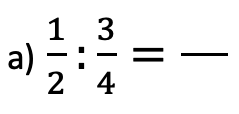 a) 1/2 : 3/4 = —